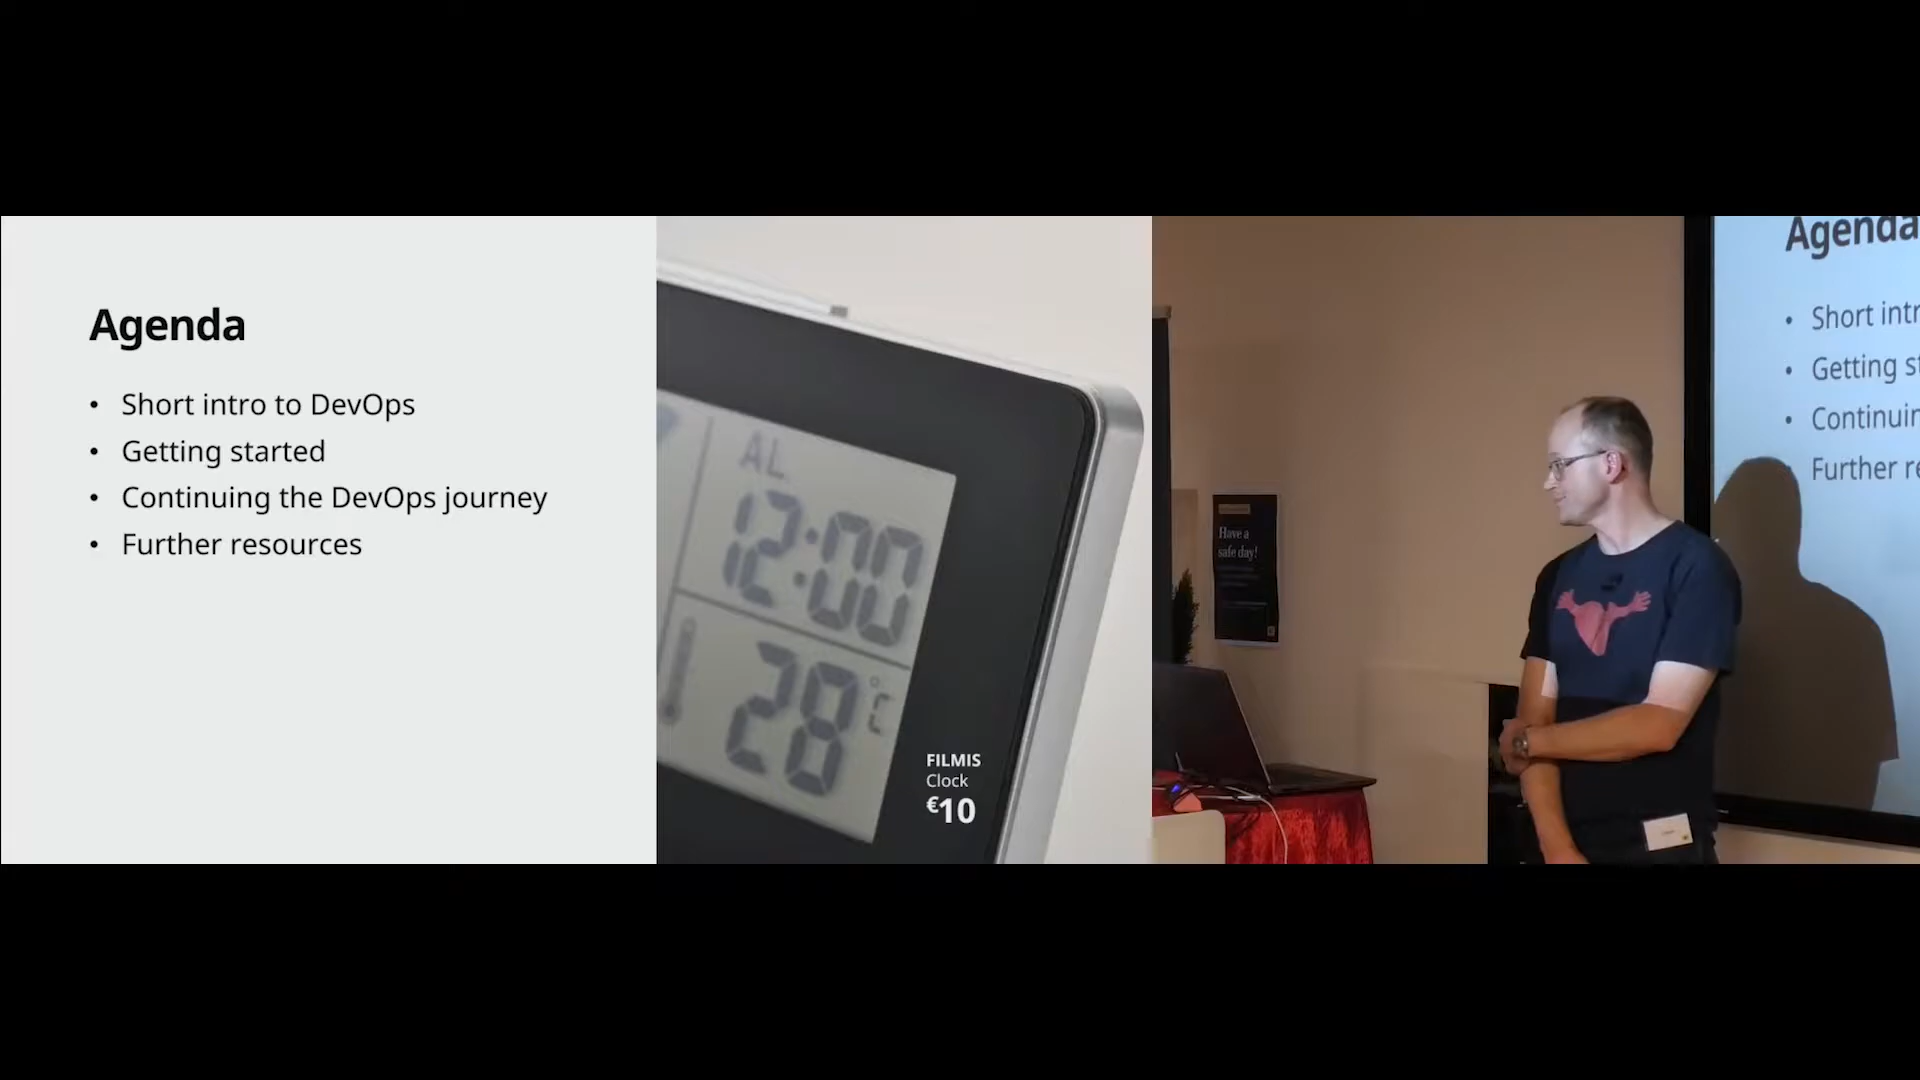 Agenda
• Short intro to DevOps
• Getting started
• Continuing the DevOps journey
• Further resources
AL
12:00
28 °C
FILMIS
Clock
€10
Have a
safe day!
Agenda
• Short intr
• Getting st
• Continuin
• Further re